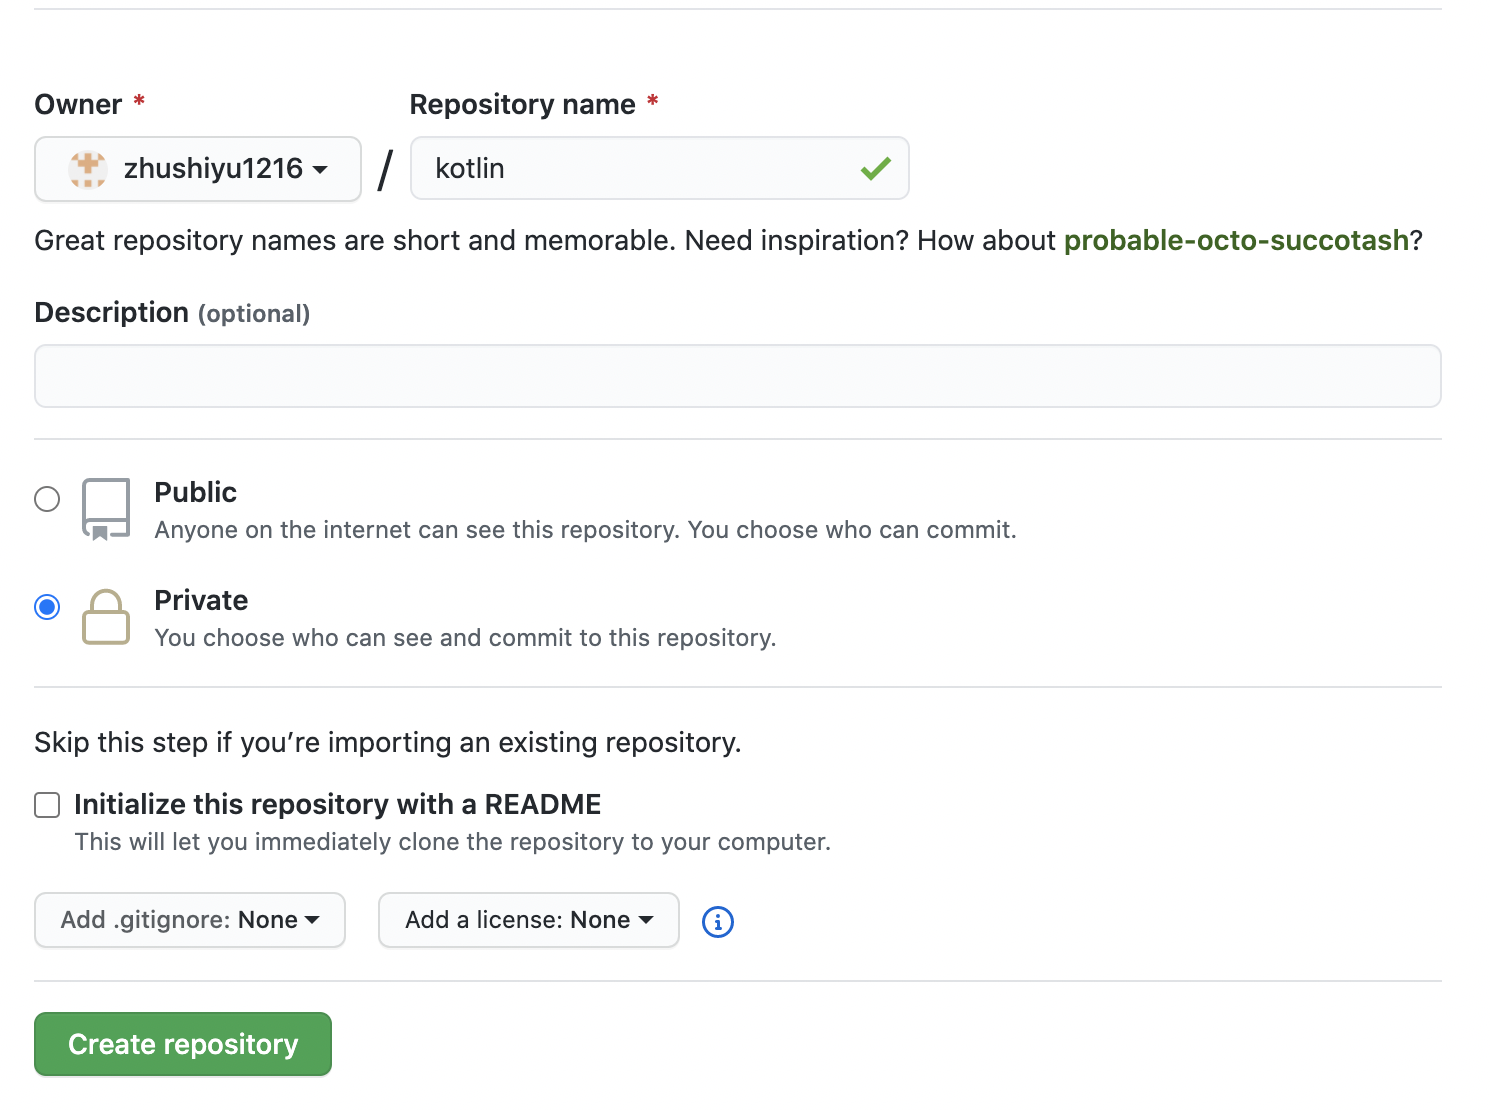 Owner * Repository name *
zhushiyu1216 / kotlin
Great repository names are short and memorable. Need inspiration? How about probable-octo-succotash?
Description (optional)
Public
Anyone on the internet can see this repository. You choose who can commit.
Private
You choose who can see and commit to this repository.
Skip this step if you’re importing an existing repository.
Initialize this repository with a README
This will let you immediately clone the repository to your computer.
Add .gitignore: None Add a license: None
Create repository